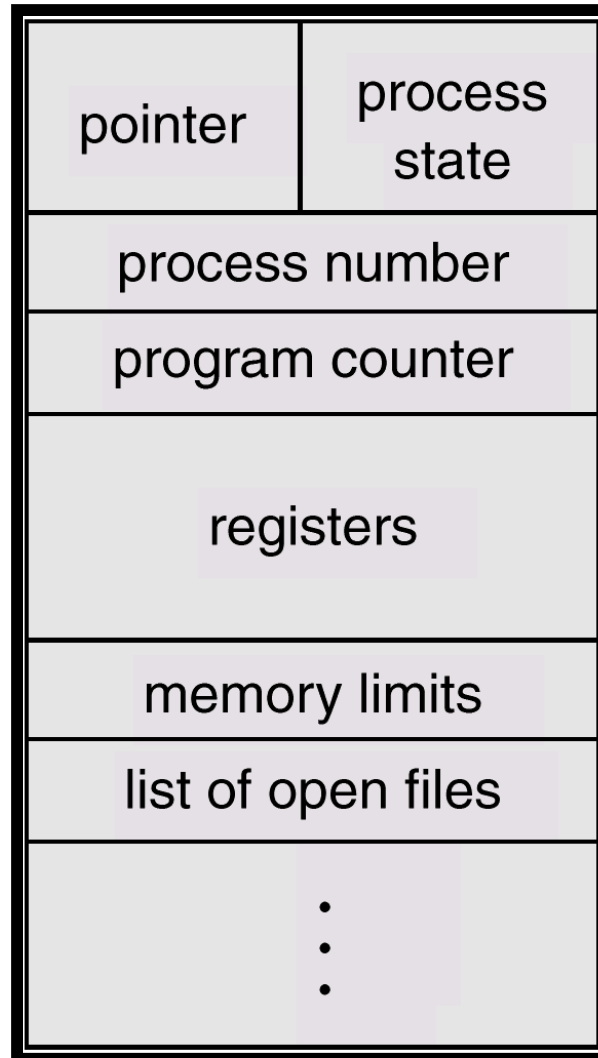 pointer
process
state
process number
program counter
registers
memory limits
list of open files